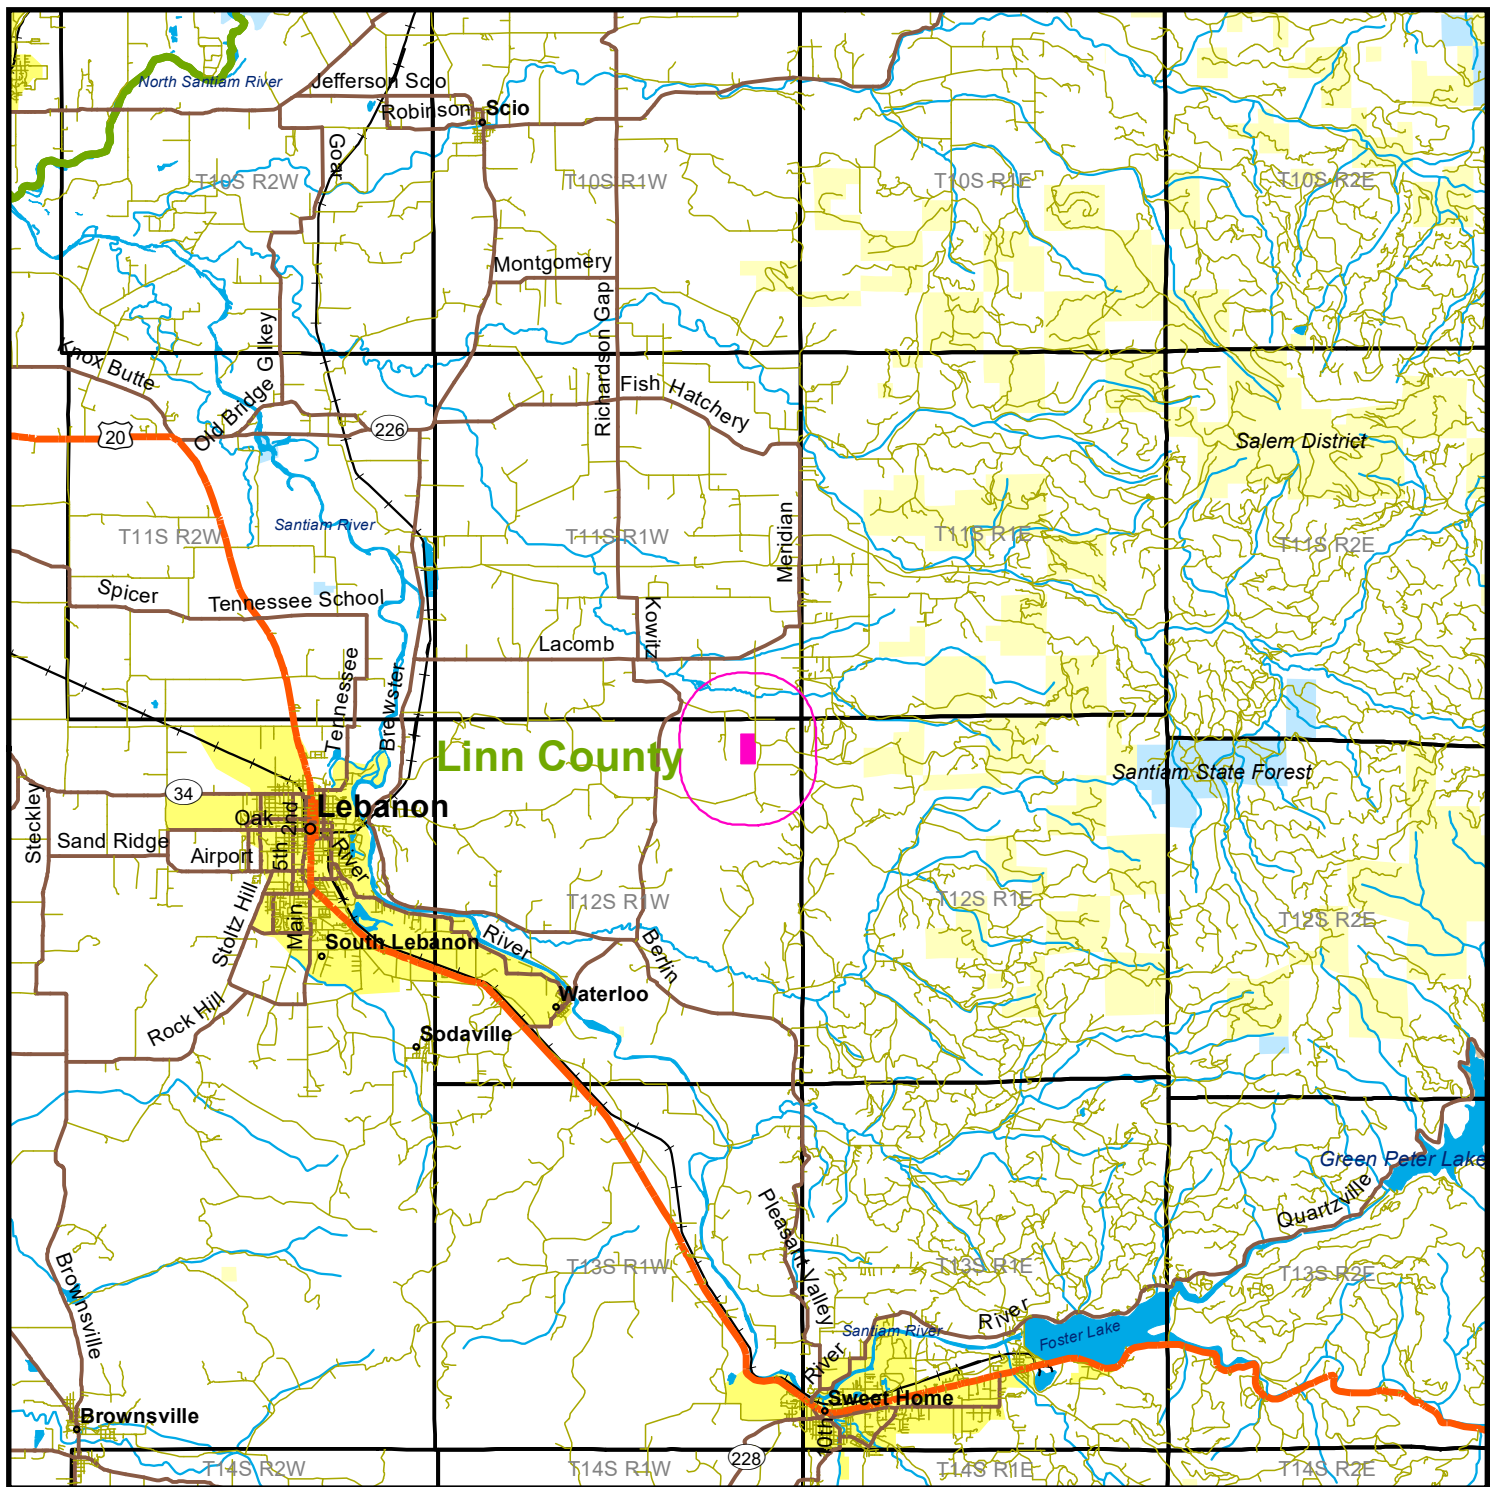 North Santiam River
Jefferson Scio
Robinson
Scio
Goar
T10S R2W
T10S R1W
T10S R1E
T10S R2E
Montgomery
Richardson Gap
Gilkey
Knox Butte
Old Bridge
Fish Hatchery
20
226
Salem District
Santiam River
T11S R2W
T11S R1W
Meridian
T11S R1E
T11S R2E
Spicer
Tennessee School
Kowitz
Lacomb
Tennessee
Brewster
Linn County
Santiam State Forest
34
Steckley
Lebanon
Oak
2nd
5th
Sand Ridge
Airport
River
Stoltz Hill
Main
T12S R1W
T12S R1E
T12S R2E
South Lebanon
River
Berlin
Waterloo
Rock Hill
Sodaville
Green Peter Lake
Quartzville
Pleasant Valley
T13S R1W
T13S R1E
T13S R2E
Brownsville
River
Santiam River
Foster Lake
River
Sweet Home
10th
Brownsville
228
T14S R2W
T14S R1W
T14S R1E
T14S R2E